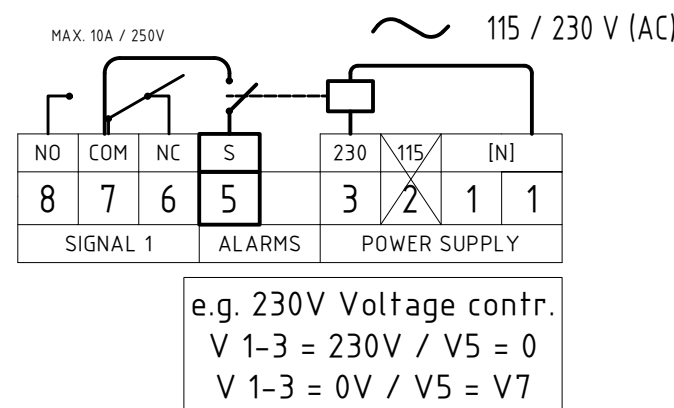 MAX. 10A / 250V
115 / 230 V (AC)
NO COM NC S 230 115 [N]
8 7 6 5 3 2 1 1
SIGNAL 1 ALARMS POWER SUPPLY
e.g. 230V Voltage contr.
V 1-3 = 230V / V5 = 0
V 1-3 = 0V / V5 = V7